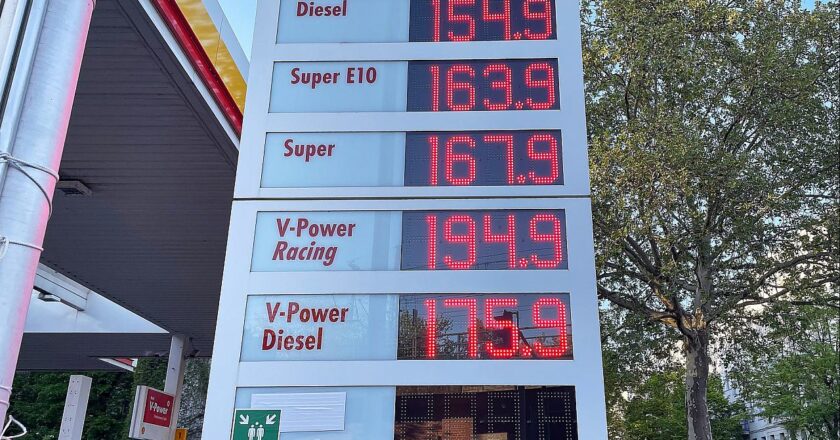 Diesel 154.9
Super E10 163.9
Super 167.9
V-Power
Racing 194.9
V-Power
Diesel 175.9
V-Power